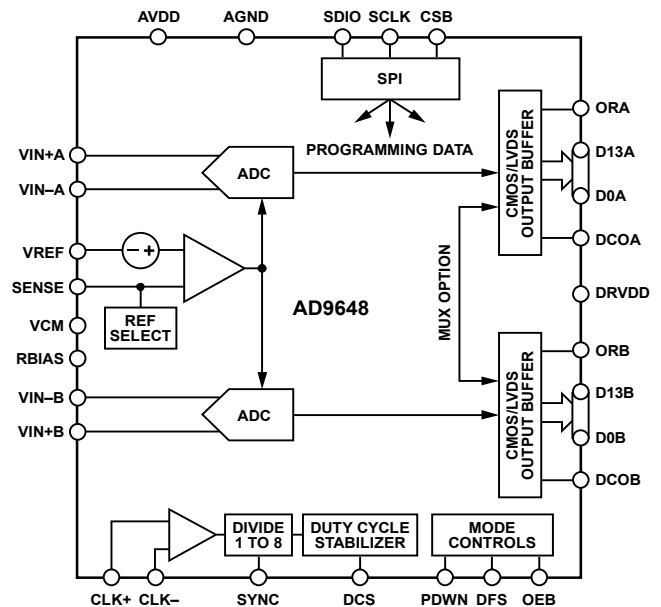 AVDD AGND SDIO SCLK CSB
SPI
PROGRAMMING DATA
VIN+A
VIN–A
ADC
VREF
– +
SENSE
REF
SELECT
VCM
RBIAS
AD9648
VIN–B
VIN+B
ADC
MUX OPTION
CMOS/LVDS
OUTPUT BUFFER
ORA
D13A
D0A
DCOA
DRVDD
CMOS/LVDS
OUTPUT BUFFER
ORB
D13B
D0B
DCOB
DIVIDE
1 TO 8
DUTY CYCLE
STABILIZER
MODE
CONTROLS
CLK+ CLK– SYNC DCS PDWN DFS OEB